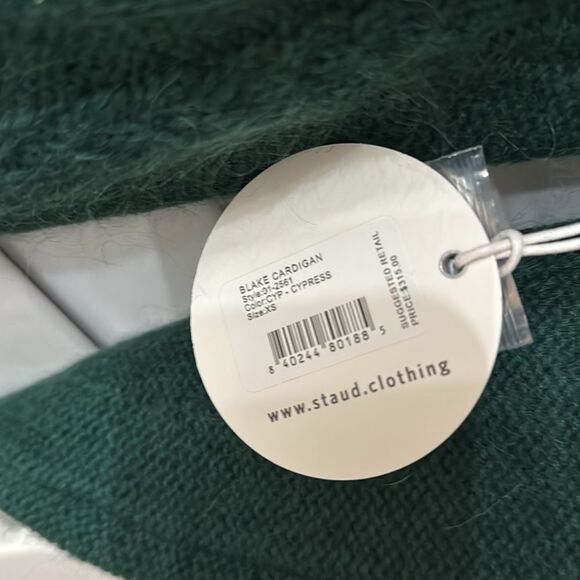 BLAKE CARDIGAN
Style:01-2561
Color:CYP - CYPRESS
Size:XS
8 40244 80188 5
SUGGESTED RETAIL
PRICE:$315.00
www.staud.clothing